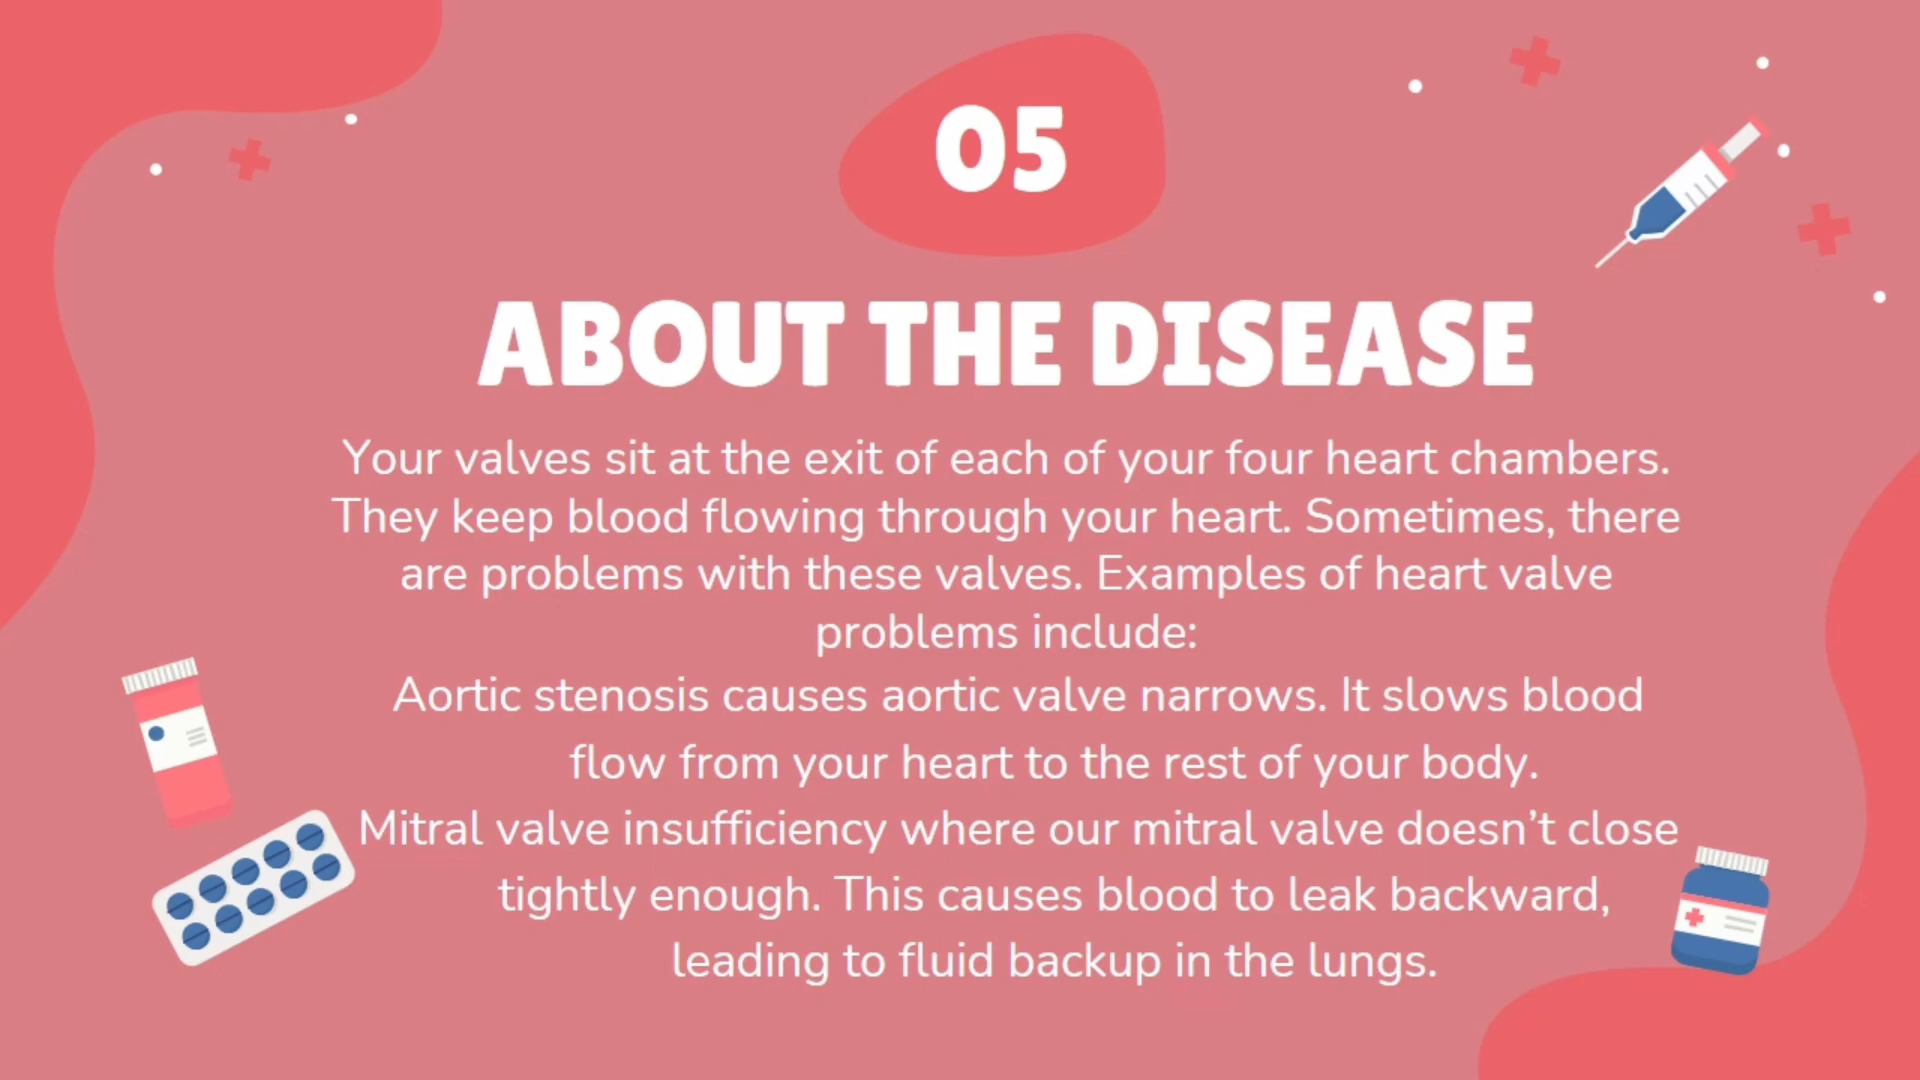 05
ABOUT THE DISEASE
Your valves sit at the exit of each of your four heart chambers.
They keep blood flowing through your heart. Sometimes, there
are problems with these valves. Examples of heart valve
problems include:
Aortic stenosis causes aortic valve narrows. It slows blood
flow from your heart to the rest of your body.
Mitral valve insufficiency where our mitral valve doesn’t close
tightly enough. This causes blood to leak backward,
leading to fluid backup in the lungs.